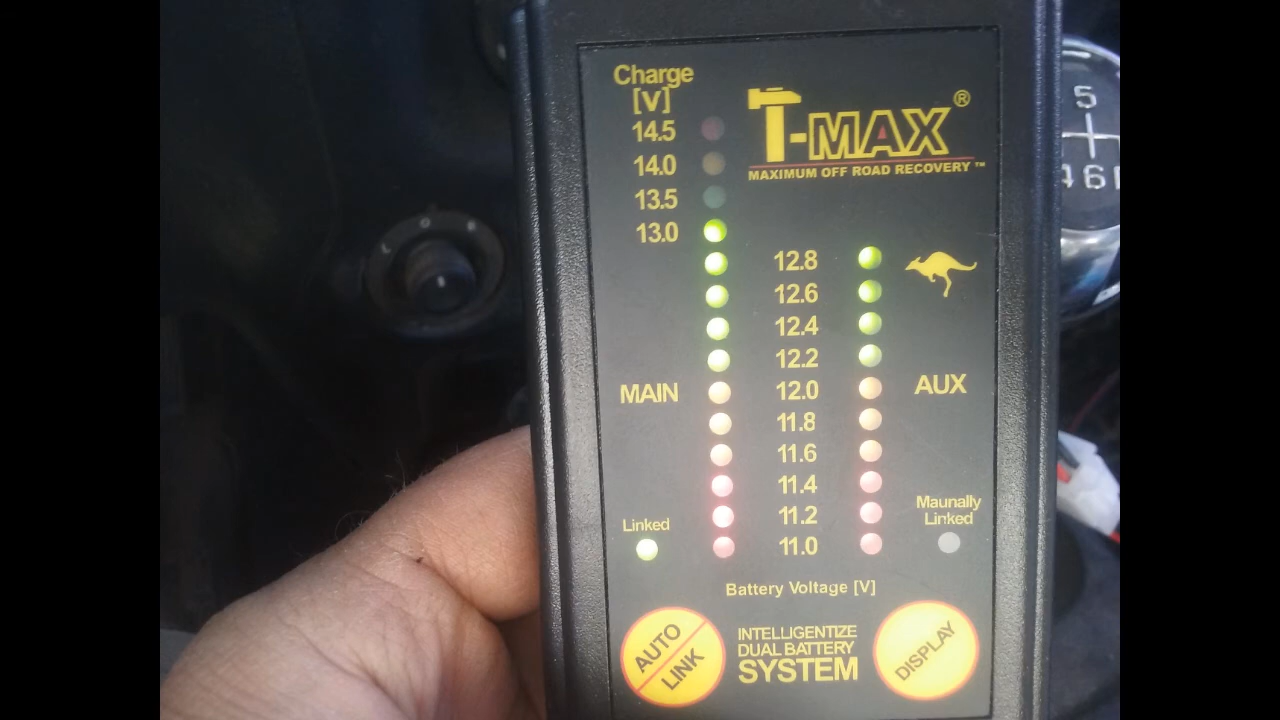 Charge
[V]
14.5
14.0
13.5
13.0
T-MAX®
MAXIMUM OFF ROAD RECOVERY™
12.8
12.6
12.4
12.2
MAIN
12.0
AUX
11.8
11.6
11.4
11.2
11.0
Linked
Maunally
Linked
Battery Voltage [V]
AUTO
LINK
INTELLIGENTIZE
DUAL BATTERY
SYSTEM
DISPLAY
5
46
L O R